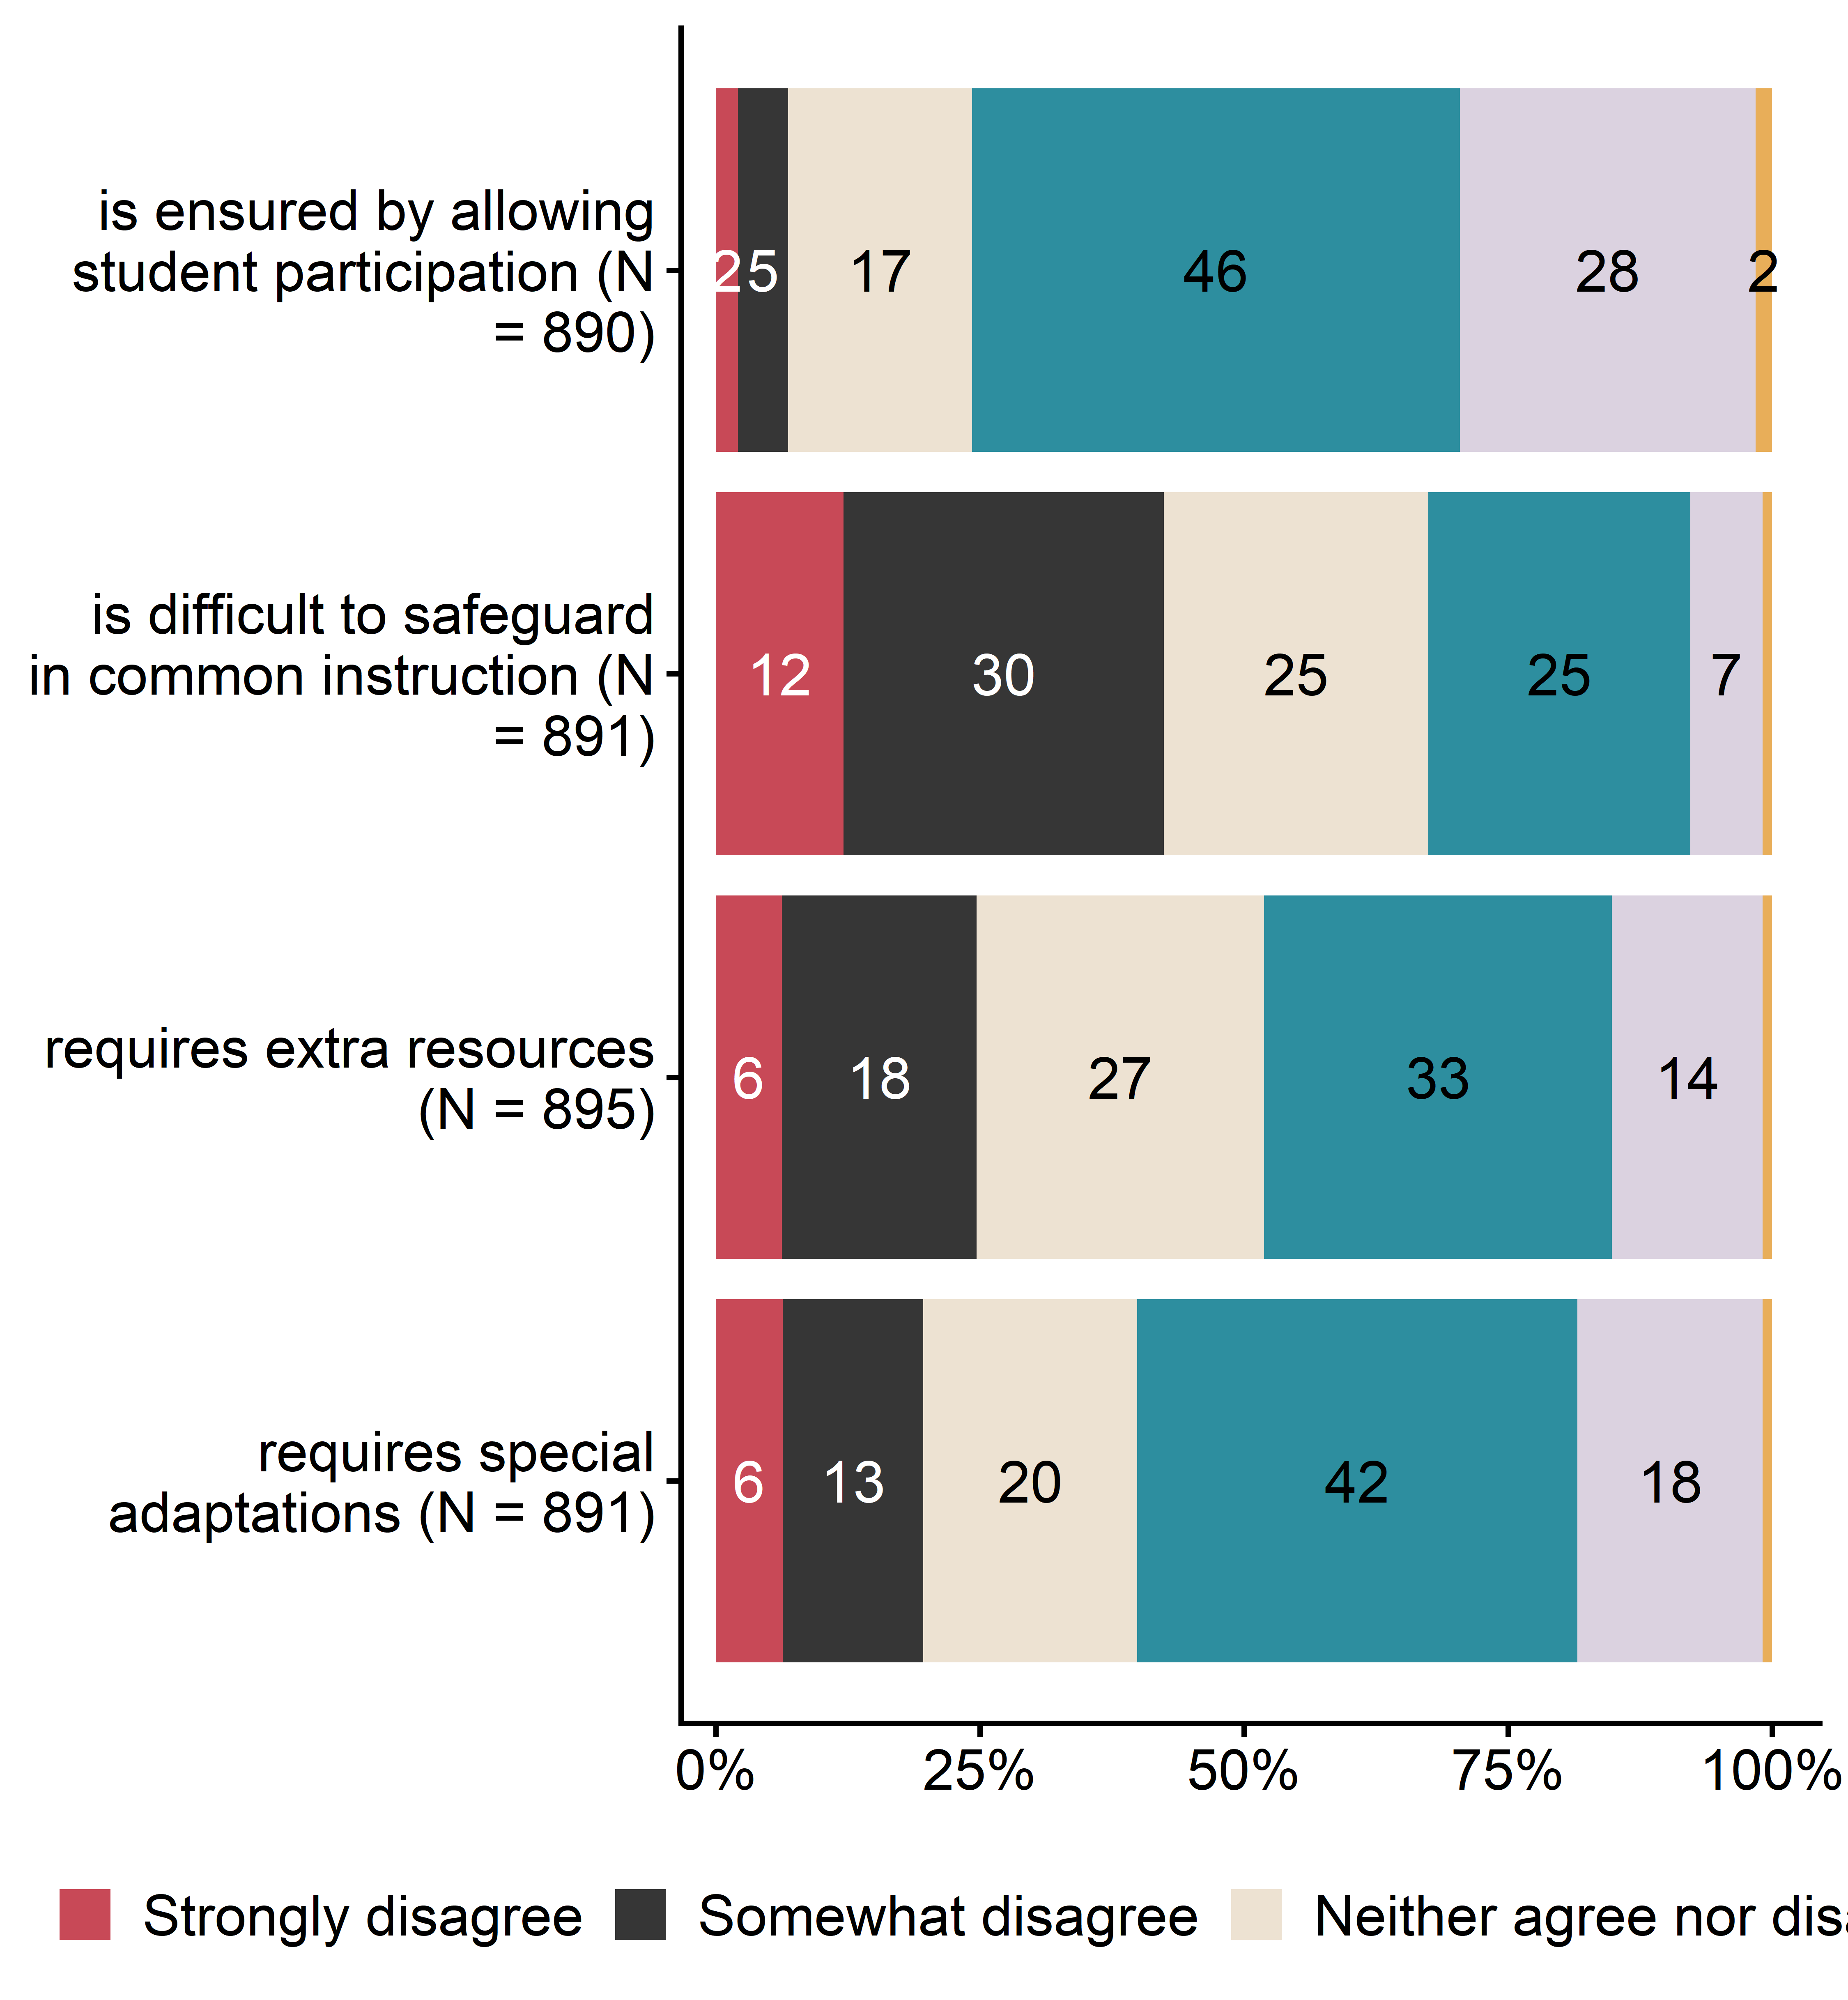 is ensured by allowing
student participation (N
= 890)
2 5 17 46 28 2
is difficult to safeguard
in common instruction (N
= 891)
12 30 25 25 7
requires extra resources
(N = 895)
6 18 27 33 14
requires special
adaptations (N = 891)
6 13 20 42 18
0% 25% 50% 75% 100%
Strongly disagree Somewhat disagree Neither agree nor